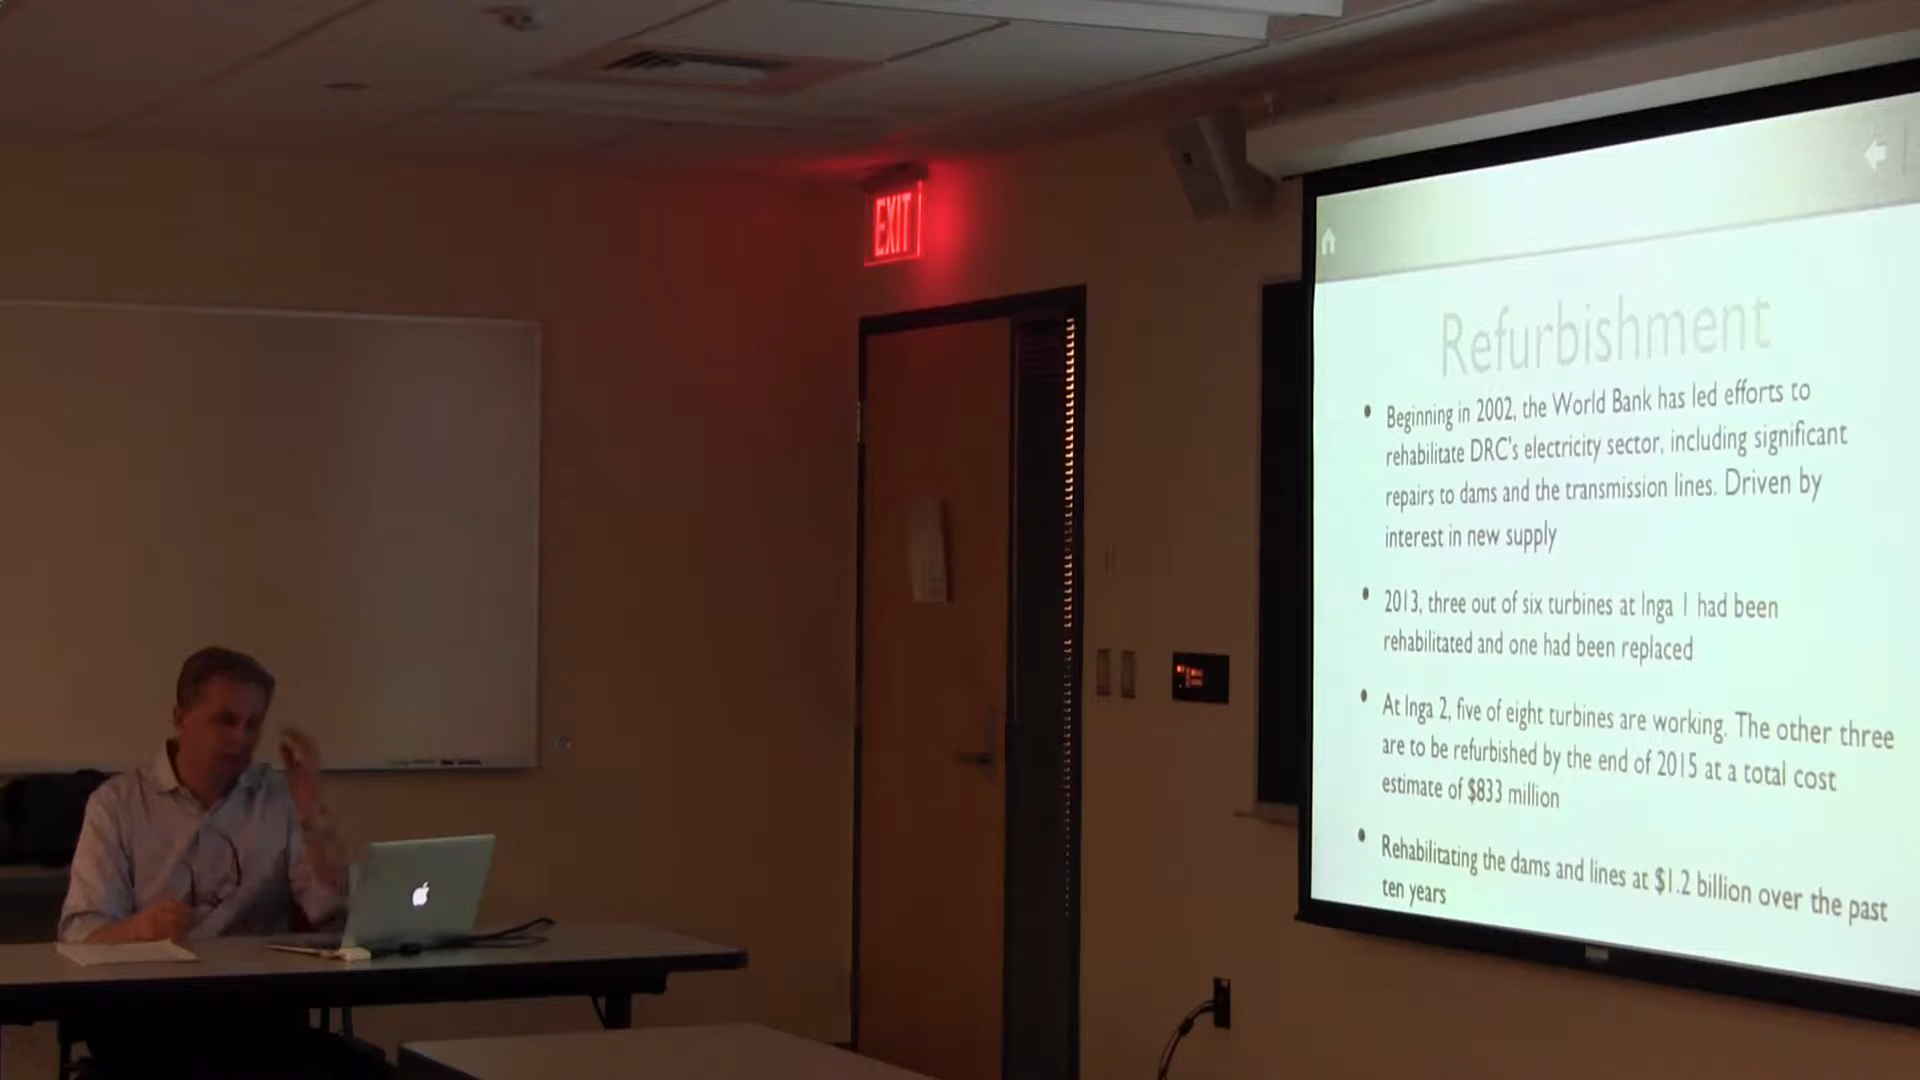 EXIT
Refurbishment
• Beginning in 2002, the World Bank has led efforts to
rehabilitate DRC's electricity sector, including significant
repairs to dams and the transmission lines. Driven by
interest in new supply
• 2013, three out of six turbines at Inga 1 had been
rehabilitated and one had been replaced
• At Inga 2, five of eight turbines are working. The other three
are to be refurbished by the end of 2015 at a total cost
estimate of $833 million
• Rehabilitating the dams and lines at $1.2 billion over the past
ten years